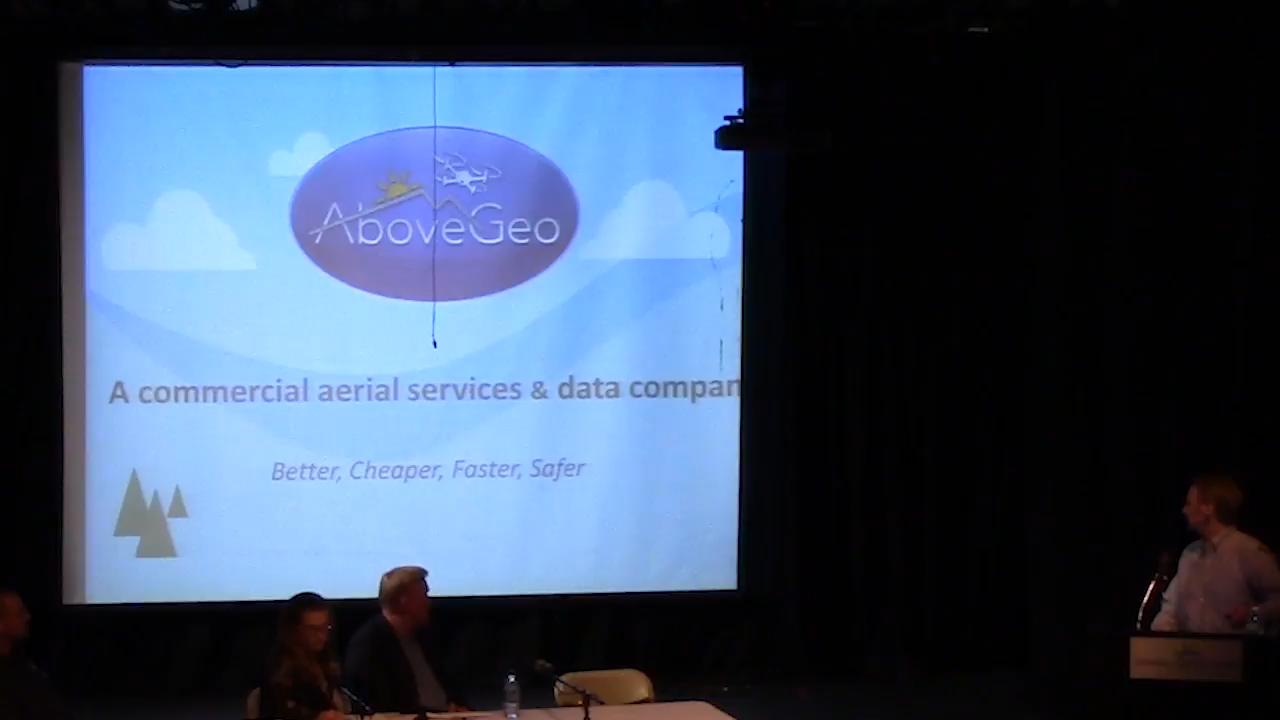 AboveGeo
A commercial aerial services & data compan
Better, Cheaper, Faster, Safer